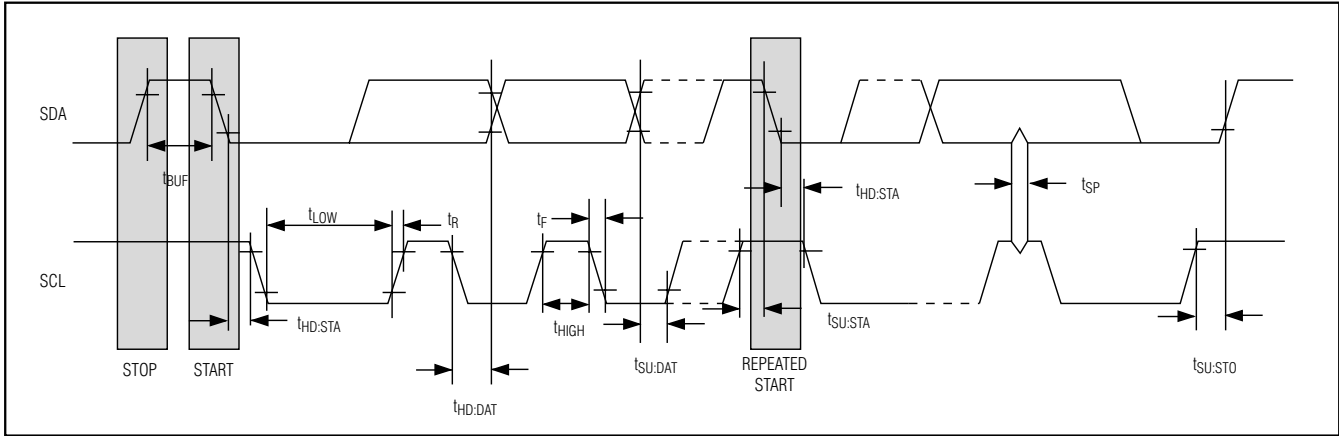 SDA
tBUF
tLOW
tR
tF
tHD:STA
tSP
SCL
tHD:STA
tHIGH
tSU:STA
STOP
START
tSU:DAT
REPEATED
START
tSU:STO
tHD:DAT